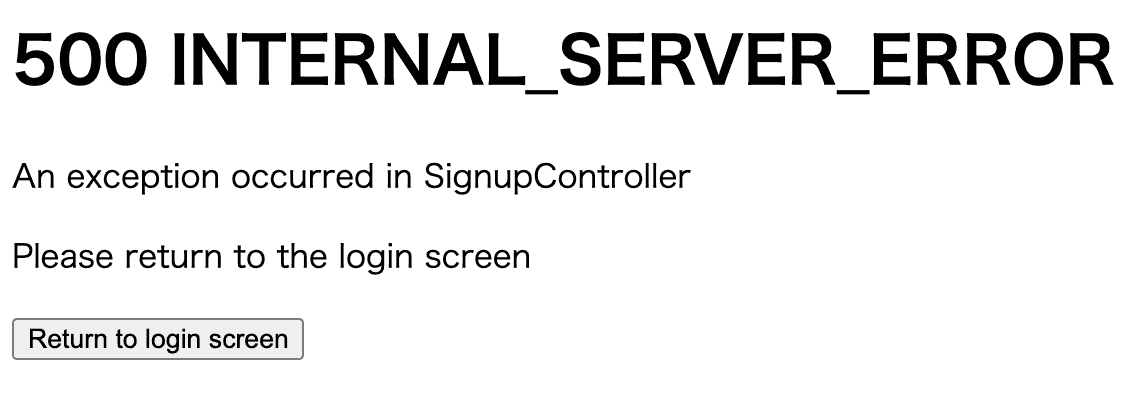 500 INTERNAL_SERVER_ERROR
An exception occurred in SignupController
Please return to the login screen
Return to login screen